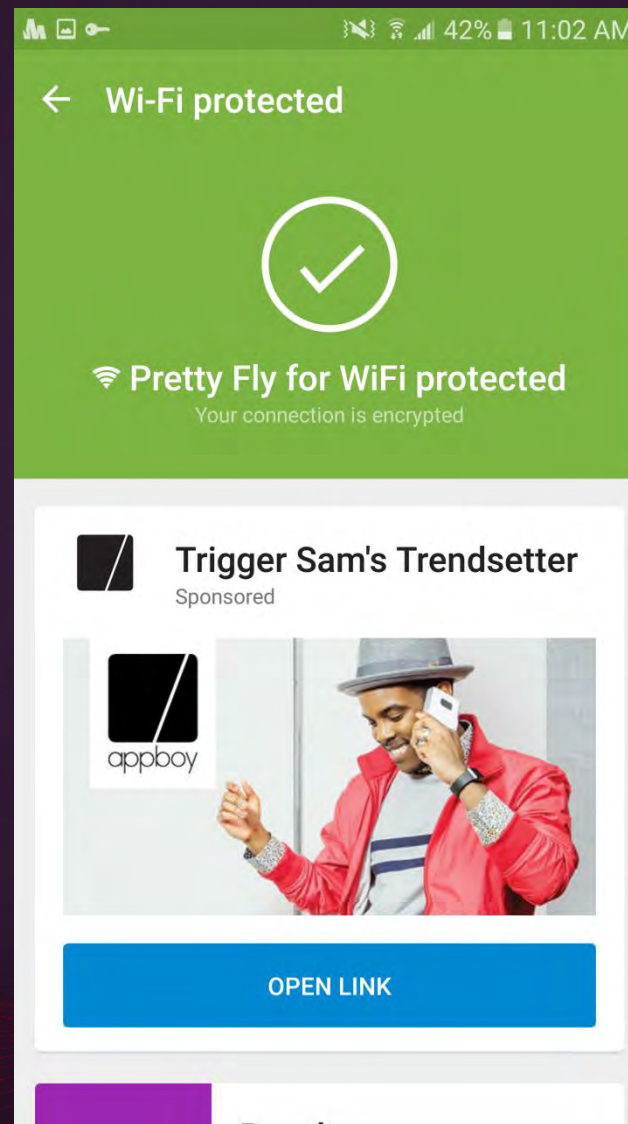 42% 11:02 AM
Wi-Fi protected
Pretty Fly for WiFi protected
Your connection is encrypted
Trigger Sam's Trendsetter
Sponsored
appboy
OPEN LINK